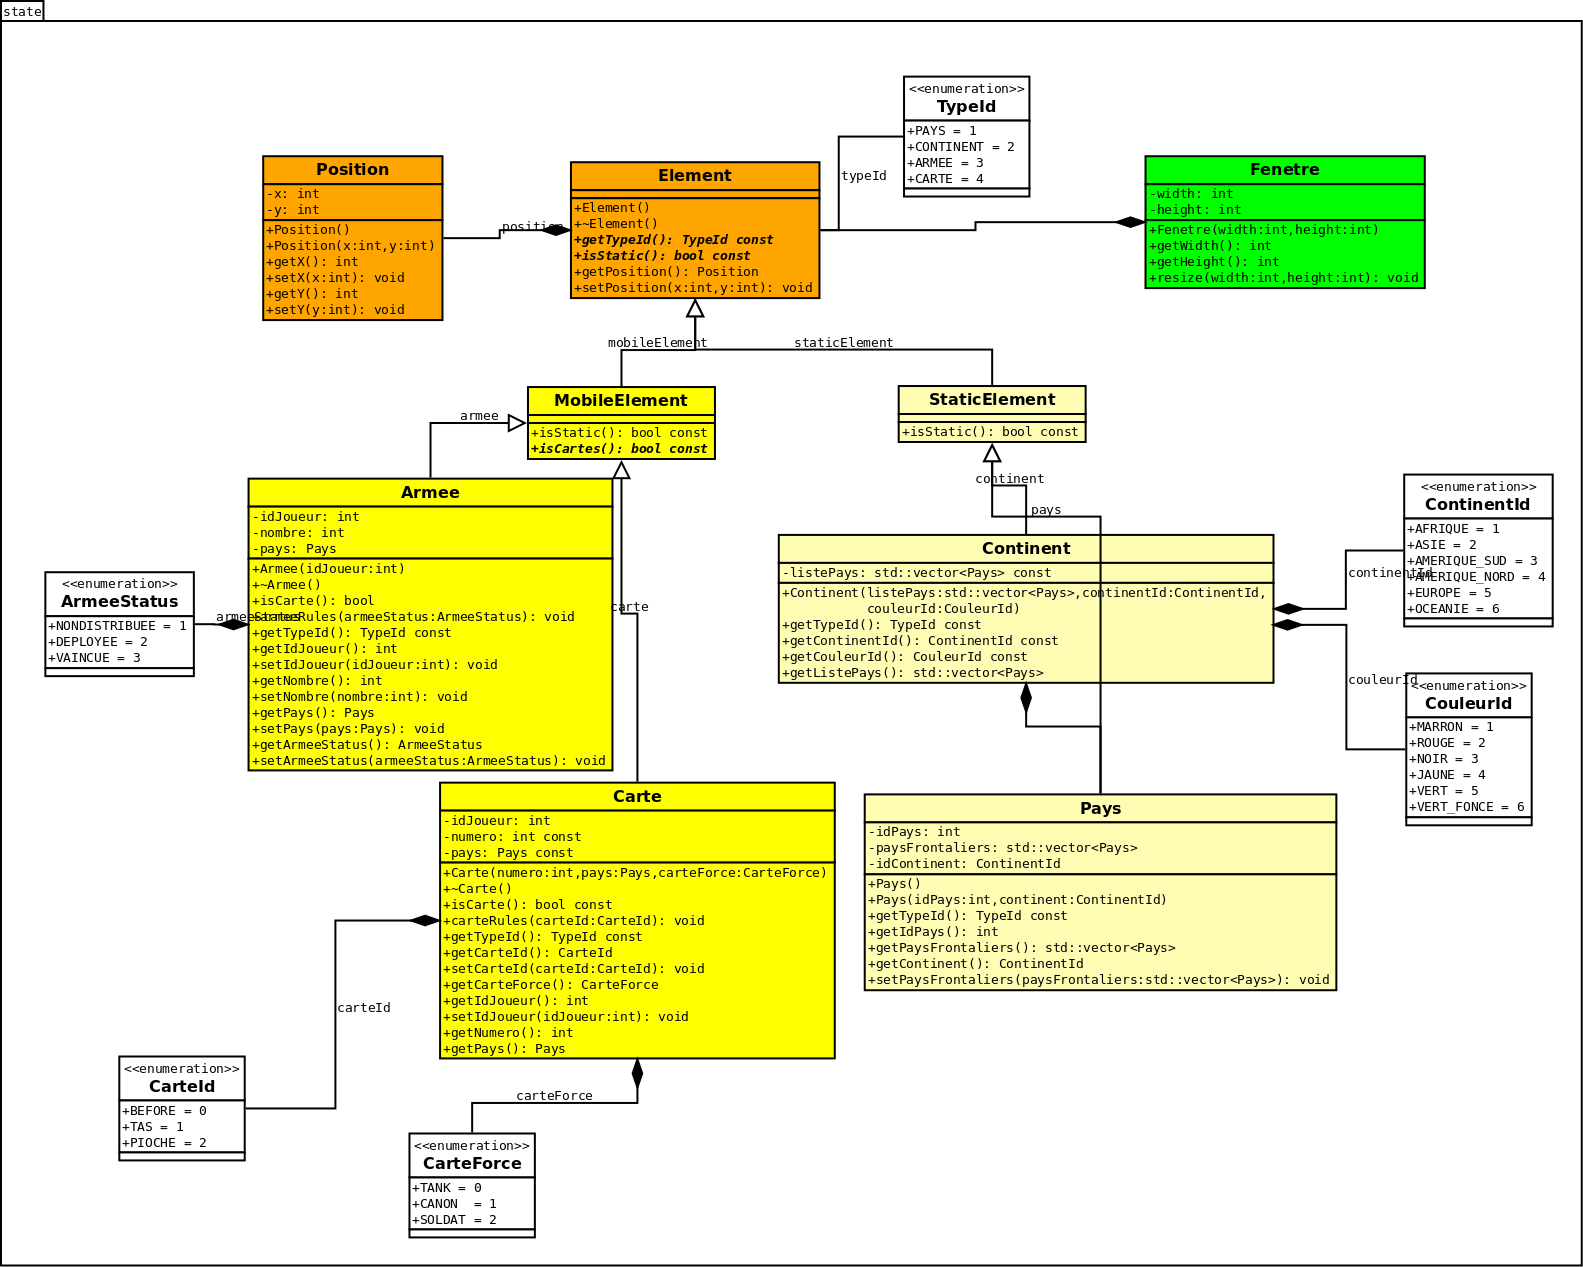 state
<<enumeration>>
TypeId
+PAYS = 1
+CONTINENT = 2
+ARMEE = 3
+CARTE = 4
Position
-x: int
-y: int
+Position()
+Position(x:int,y:int)
+getX(): int
+setX(x:int): void
+getY(): int
+setY(y:int): void
position
Element
+Element()
+~Element()
+getTypeId(): TypeId const
+isStatic(): bool const
+getPosition(): Position
+setPosition(x:int,y:int): void
typeId
Fenetre
-width: int
-height: int
+Fenetre(width:int,height:int)
+getWidth(): int
+getHeight(): int
+resize(width:int,height:int): void
mobileElement
staticElement
MobileElement
+isStatic(): bool const
+isCartes(): bool const
StaticElement
+isStatic(): bool const
armee
carte
continent
pays
Armee
-idJoueur: int
-nombre: int
-pays: Pays
+Armee(idJoueur:int)
+~Armee()
+isCarte(): bool
StatusRules(armeeStatus:ArmeeStatus): void
+getTypeId(): TypeId const
+getIdJoueur(): int
+setIdJoueur(idJoueur:int): void
+getNombre(): int
+setNombre(nombre:int): void
+getPays(): Pays
+setPays(pays:Pays): void
+getArmeeStatus(): ArmeeStatus
+setArmeeStatus(armeeStatus:ArmeeStatus): void
<<enumeration>>
ArmeeStatus
+NONDISTRIBUEE = 1
+DEPLOYEE = 2
+VAINCUE = 3
Continent
-listePays: std::vector<Pays> const
+Continent(listePays:std::vector<Pays>,continentId:ContinentId,
couleurId:CouleurId)
+getTypeId(): TypeId const
+getContinentId(): ContinentId const
+getCouleurId(): CouleurId const
+getListePays(): std::vector<Pays>
<<enumeration>>
ContinentId
+AFRIQUE = 1
+ASIE = 2
+AMERIQUE_SUD = 3
+AMERIQUE_NORD = 4
+EUROPE = 5
+OCEANIE = 6
continentId
couleurId
<<enumeration>>
CouleurId
+MARRON = 1
+ROUGE = 2
+NOIR = 3
+JAUNE = 4
+VERT = 5
+VERT_FONCE = 6
Carte
-idJoueur: int
-numero: int const
-pays: Pays const
+Carte(numero:int,pays:Pays,carteForce:CarteForce)
+~Carte()
+isCarte(): bool const
+carteRules(carteId:CarteId): void
+getTypeId(): TypeId const
+getCarteId(): CarteId
+setCarteId(carteId:CarteId): void
+getCarteForce(): CarteForce
+getIdJoueur(): int
+setIdJoueur(idJoueur:int): void
+getNumero(): int
+getPays(): Pays
Pays
-idPays: int
-paysFrontaliers: std::vector<Pays>
-idContinent: ContinentId
+Pays()
+Pays(idPays:int,continent:ContinentId)
+getTypeId(): TypeId const
+getIdPays(): int
+getPaysFrontaliers(): std::vector<Pays>
+getContinent(): ContinentId
+setPaysFrontaliers(paysFrontaliers:std::vector<Pays>): void
carteId
<<enumeration>>
CarteId
+BEFORE = 0
+TAS = 1
+PIOCHE = 2
carteForce
<<enumeration>>
CarteForce
+TANK = 0
+CANON  = 1
+SOLDAT = 2